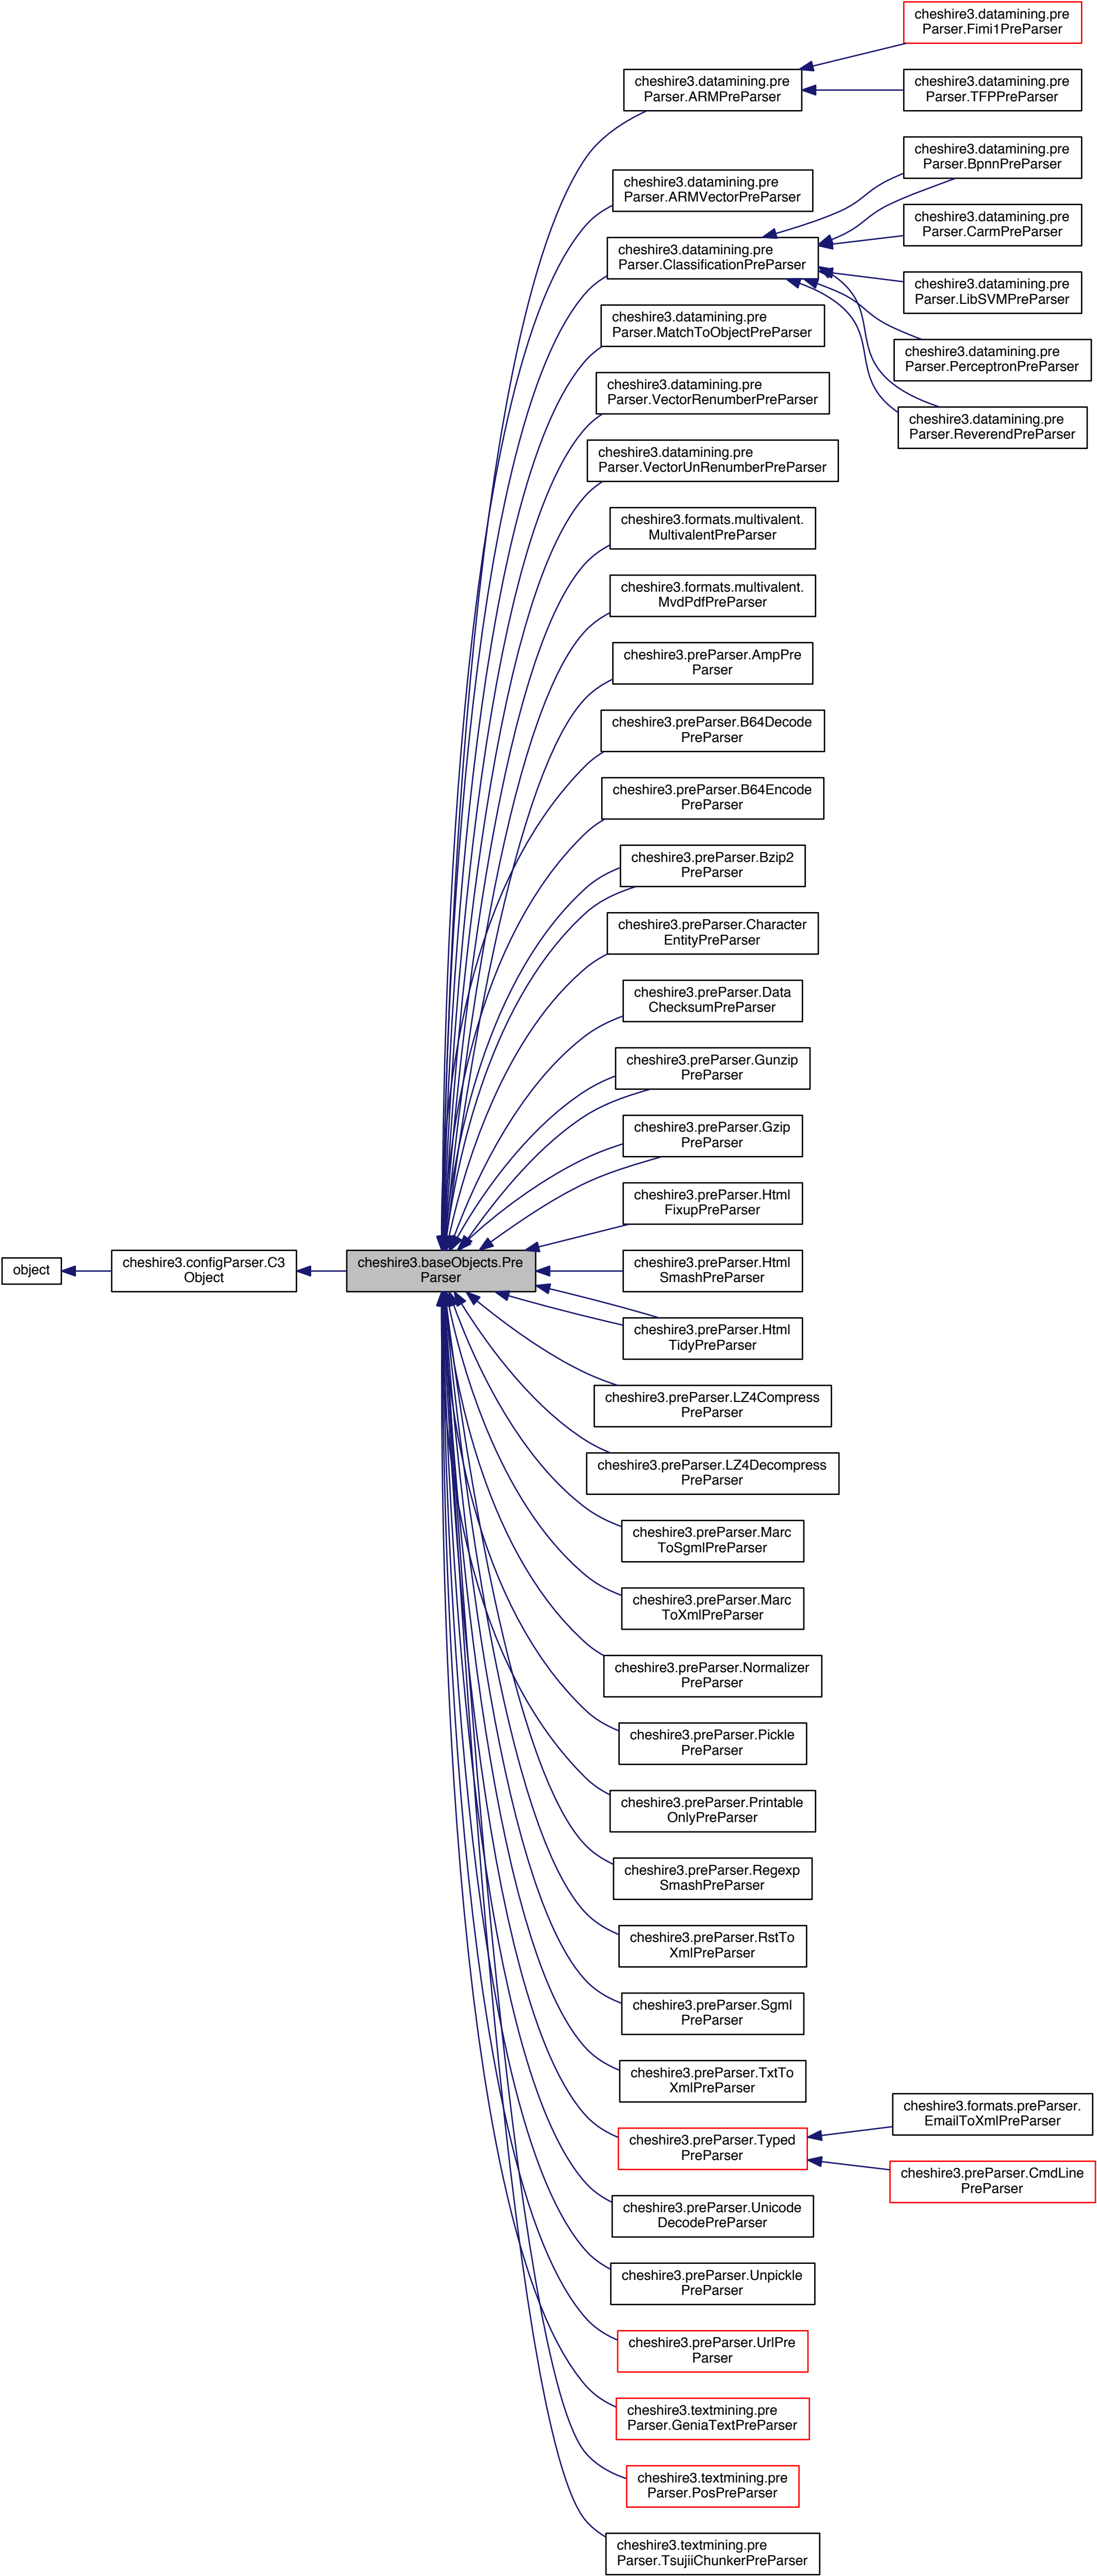 cheshire3.datamining.pre
Parser.Fimi1PreParser
cheshire3.datamining.pre
Parser.ARMPreParser
cheshire3.datamining.pre
Parser.TFPPreParser
cheshire3.datamining.pre
Parser.BpnnPreParser
cheshire3.datamining.pre
Parser.ARMVectorPreParser
cheshire3.datamining.pre
Parser.CarmPreParser
cheshire3.datamining.pre
Parser.ClassificationPreParser
cheshire3.datamining.pre
Parser.LibSVMPreParser
cheshire3.datamining.pre
Parser.MatchToObjectPreParser
cheshire3.datamining.pre
Parser.PerceptronPreParser
cheshire3.datamining.pre
Parser.VectorRenumberPreParser
cheshire3.datamining.pre
Parser.ReverendPreParser
cheshire3.datamining.pre
Parser.VectorUnRenumberPreParser
cheshire3.formats.multivalent.
MultivalentPreParser
cheshire3.formats.multivalent.
MvdPdfPreParser
cheshire3.preParser.AmpPre
Parser
cheshire3.preParser.B64Decode
PreParser
cheshire3.preParser.B64Encode
PreParser
cheshire3.preParser.Bzip2
PreParser
cheshire3.preParser.Character
EntityPreParser
cheshire3.preParser.Data
ChecksumPreParser
cheshire3.preParser.Gunzip
PreParser
cheshire3.preParser.Gzip
PreParser
cheshire3.preParser.Html
FixupPreParser
object
cheshire3.configParser.C3
Object
cheshire3.baseObjects.Pre
Parser
cheshire3.preParser.Html
SmashPreParser
cheshire3.preParser.Html
TidyPreParser
cheshire3.preParser.LZ4Compress
PreParser
cheshire3.preParser.LZ4Decompress
PreParser
cheshire3.preParser.Marc
ToSgmlPreParser
cheshire3.preParser.Marc
ToXmlPreParser
cheshire3.preParser.Normalizer
PreParser
cheshire3.preParser.Pickle
PreParser
cheshire3.preParser.Printable
OnlyPreParser
cheshire3.preParser.Regexp
SmashPreParser
cheshire3.preParser.RstTo
XmlPreParser
cheshire3.preParser.Sgml
PreParser
cheshire3.preParser.TxtTo
XmlPreParser
cheshire3.formats.preParser.
EmailToXmlPreParser
cheshire3.preParser.Typed
PreParser
cheshire3.preParser.CmdLine
PreParser
cheshire3.preParser.Unicode
DecodePreParser
cheshire3.preParser.Unpickle
PreParser
cheshire3.preParser.UrlPre
Parser
cheshire3.textmining.pre
Parser.GeniaTextPreParser
cheshire3.textmining.pre
Parser.PosPreParser
cheshire3.textmining.pre
Parser.TsujiiChunkerPreParser